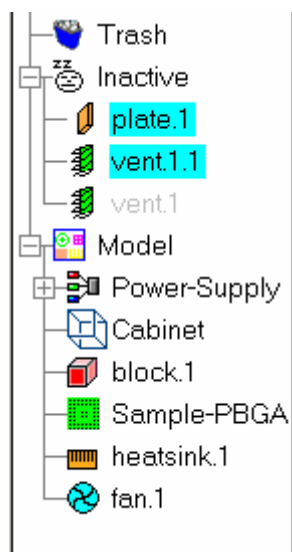 Trash
Inactive
plate.1
vent.1.1
vent.1
Model
Power-Supply
Cabinet
block.1
Sample-PBGA
heatsink.1
fan.1